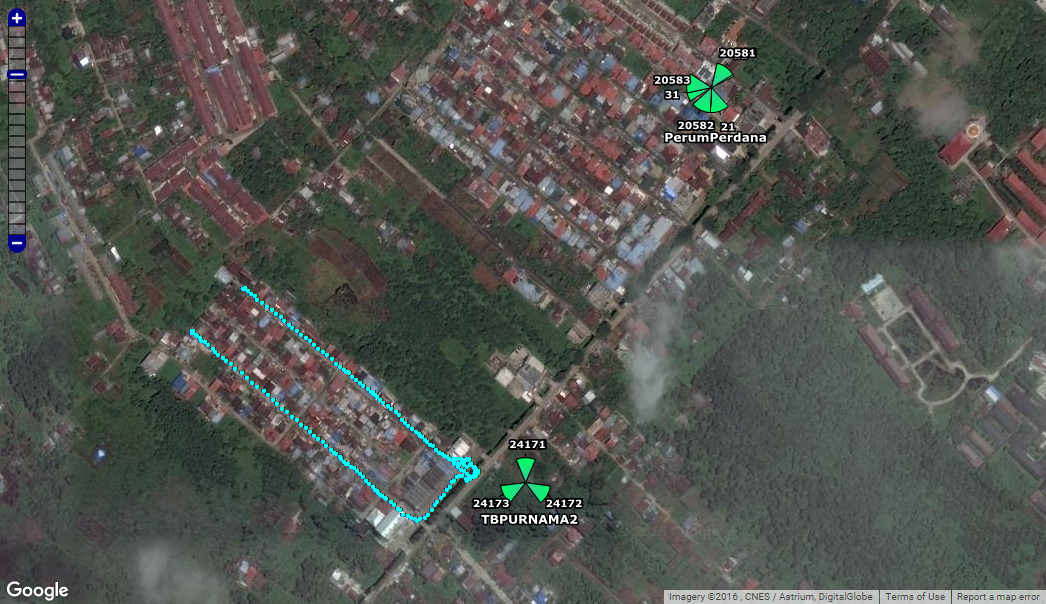 20581
20583
31
20582 21
PerumPerdana
24171
24173 24172
TBPURNAMA2
Google
Imagery ©2016 , CNES / Astrium, DigitalGlobe Terms of Use Report a map error